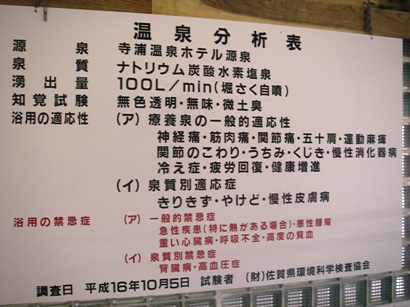 温泉分析表
源泉 寺浦温泉ホテル源泉
泉質 ナトリウム炭酸水素塩泉
湧出量 100L/min(堀さく自噴)
知覚試験 無色透明・無味・微土臭
浴用の適応性 (ア) 療養泉の一般的適応性
神経痛・筋肉痛・関節痛・五十肩・運動麻痺
関節のこわり・うちみ・くじき・慢性消化器病
冷え症・疲労回復・健康増進
(イ) 泉質別適応症
きりきず・やけど・慢性皮膚病
浴用の禁忌症 (ア) 一般的禁忌症
急性疾患(特に熱がある場合)・悪性腫瘍
重い心臓病・呼吸不全・高度の貧血
(イ) 泉質別禁忌症
腎臓病・高血圧症
調査日 平成16年10月5日 試験者 (財)佐賀県環境科学検査協会